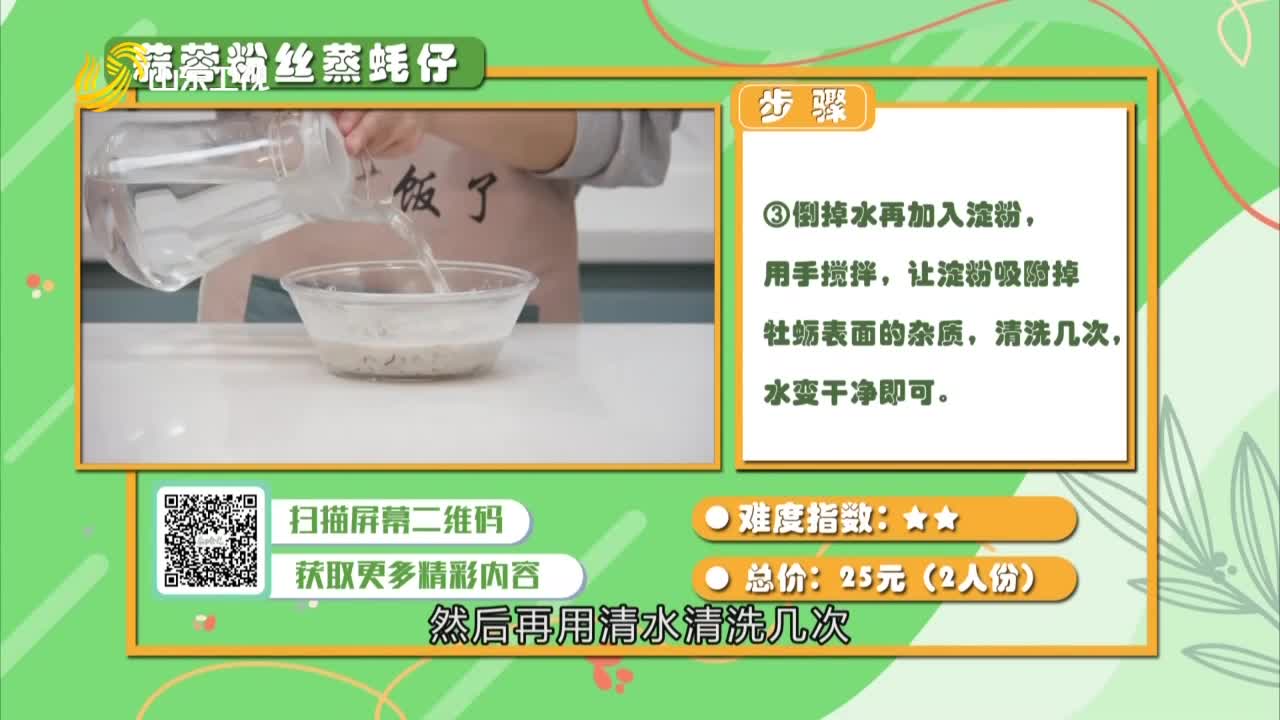 蒜蓉粉丝蒸蚝仔
山东卫视
步骤
饭了
③倒掉水再加入淀粉，
用手搅拌，让淀粉吸附掉
牡蛎表面的杂质，清洗几次，
水变干净即可。
扫描屏幕二维码
获取更多精彩内容
难度指数：★★
总价：25元（2人份）
然后再用清水清洗几次